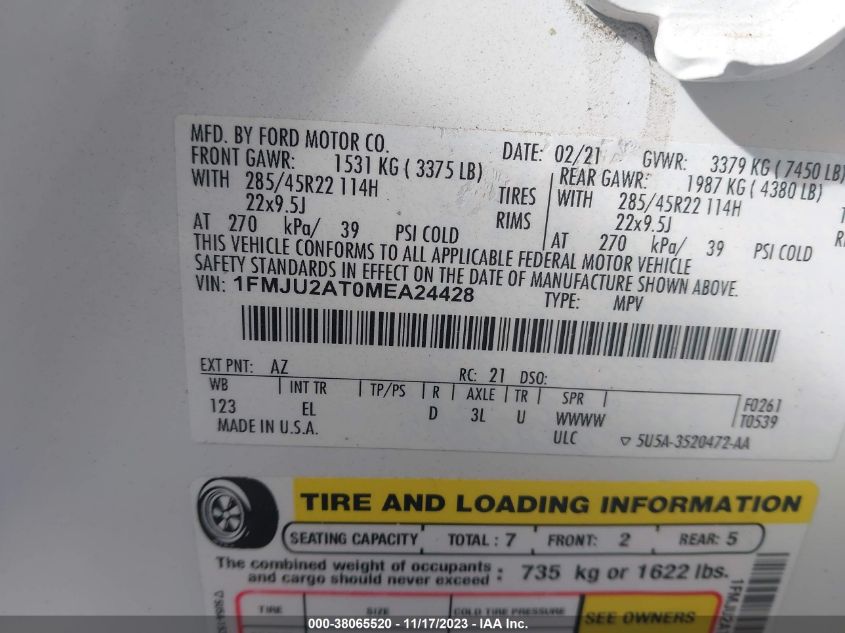 MFD. BY FORD MOTOR CO.
DATE: 02/21 GVWR: 3379 KG ( 7450 LB)
FRONT GAWR: 1531 KG ( 3375 LB) REAR GAWR: 1987 KG ( 4380 LB)
WITH 285/45R22 114H TIRES WITH 285/45R22 114H
22x9.5J RIMS 22x9.5J
AT 270 kPa/ 39 PSI COLD AT 270 kPa/ 39 PSI COLD
THIS VEHICLE CONFORMS TO ALL APPLICABLE FEDERAL MOTOR VEHICLE
SAFETY STANDARDS IN EFFECT ON THE DATE OF MANUFACTURE SHOWN ABOVE.
VIN: 1FMJU2AT0MEA24428 TYPE: MPV
EXT PNT: AZ RC: 21 DSO:
WB INT TR TP/PS R AXLE TR SPR
123 EL D 3L U WWWW F0261
T0539
MADE IN U.S.A. ULC ▽ 5U5A-3520472-AA
TIRE AND LOADING INFORMATION
SEATING CAPACITY TOTAL : 7 FRONT: 2 REAR: 5
The combined weight of occupants
and cargo should never exceed : 735 kg or 1622 lbs.
TIRE SIZE COLD TIRE PRESSURE SEE OWNERS
1FMJU2A
000-38065520 - 11/17/2023 - IAA Inc.